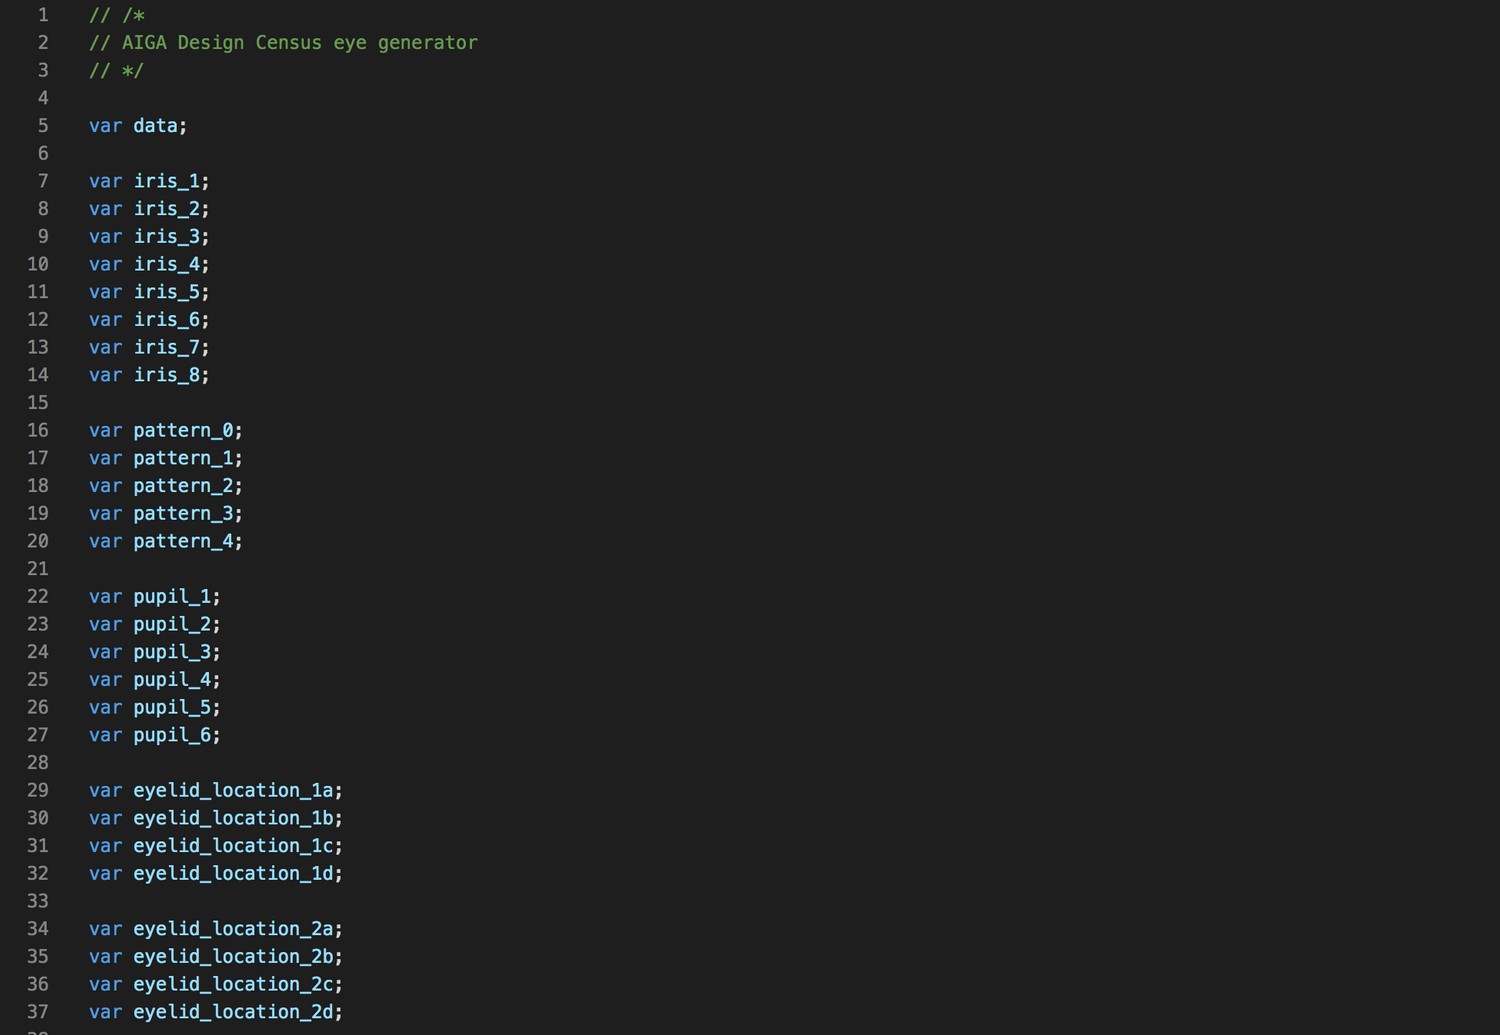 1 // /*
2 // AIGA Design Census eye generator
3 // */
4
5 var data;
6
7 var iris_1;
8 var iris_2;
9 var iris_3;
10 var iris_4;
11 var iris_5;
12 var iris_6;
13 var iris_7;
14 var iris_8;
15
16 var pattern_0;
17 var pattern_1;
18 var pattern_2;
19 var pattern_3;
20 var pattern_4;
21
22 var pupil_1;
23 var pupil_2;
24 var pupil_3;
25 var pupil_4;
26 var pupil_5;
27 var pupil_6;
28
29 var eyelid_location_1a;
30 var eyelid_location_1b;
31 var eyelid_location_1c;
32 var eyelid_location_1d;
33
34 var eyelid_location_2a;
35 var eyelid_location_2b;
36 var eyelid_location_2c;
37 var eyelid_location_2d;